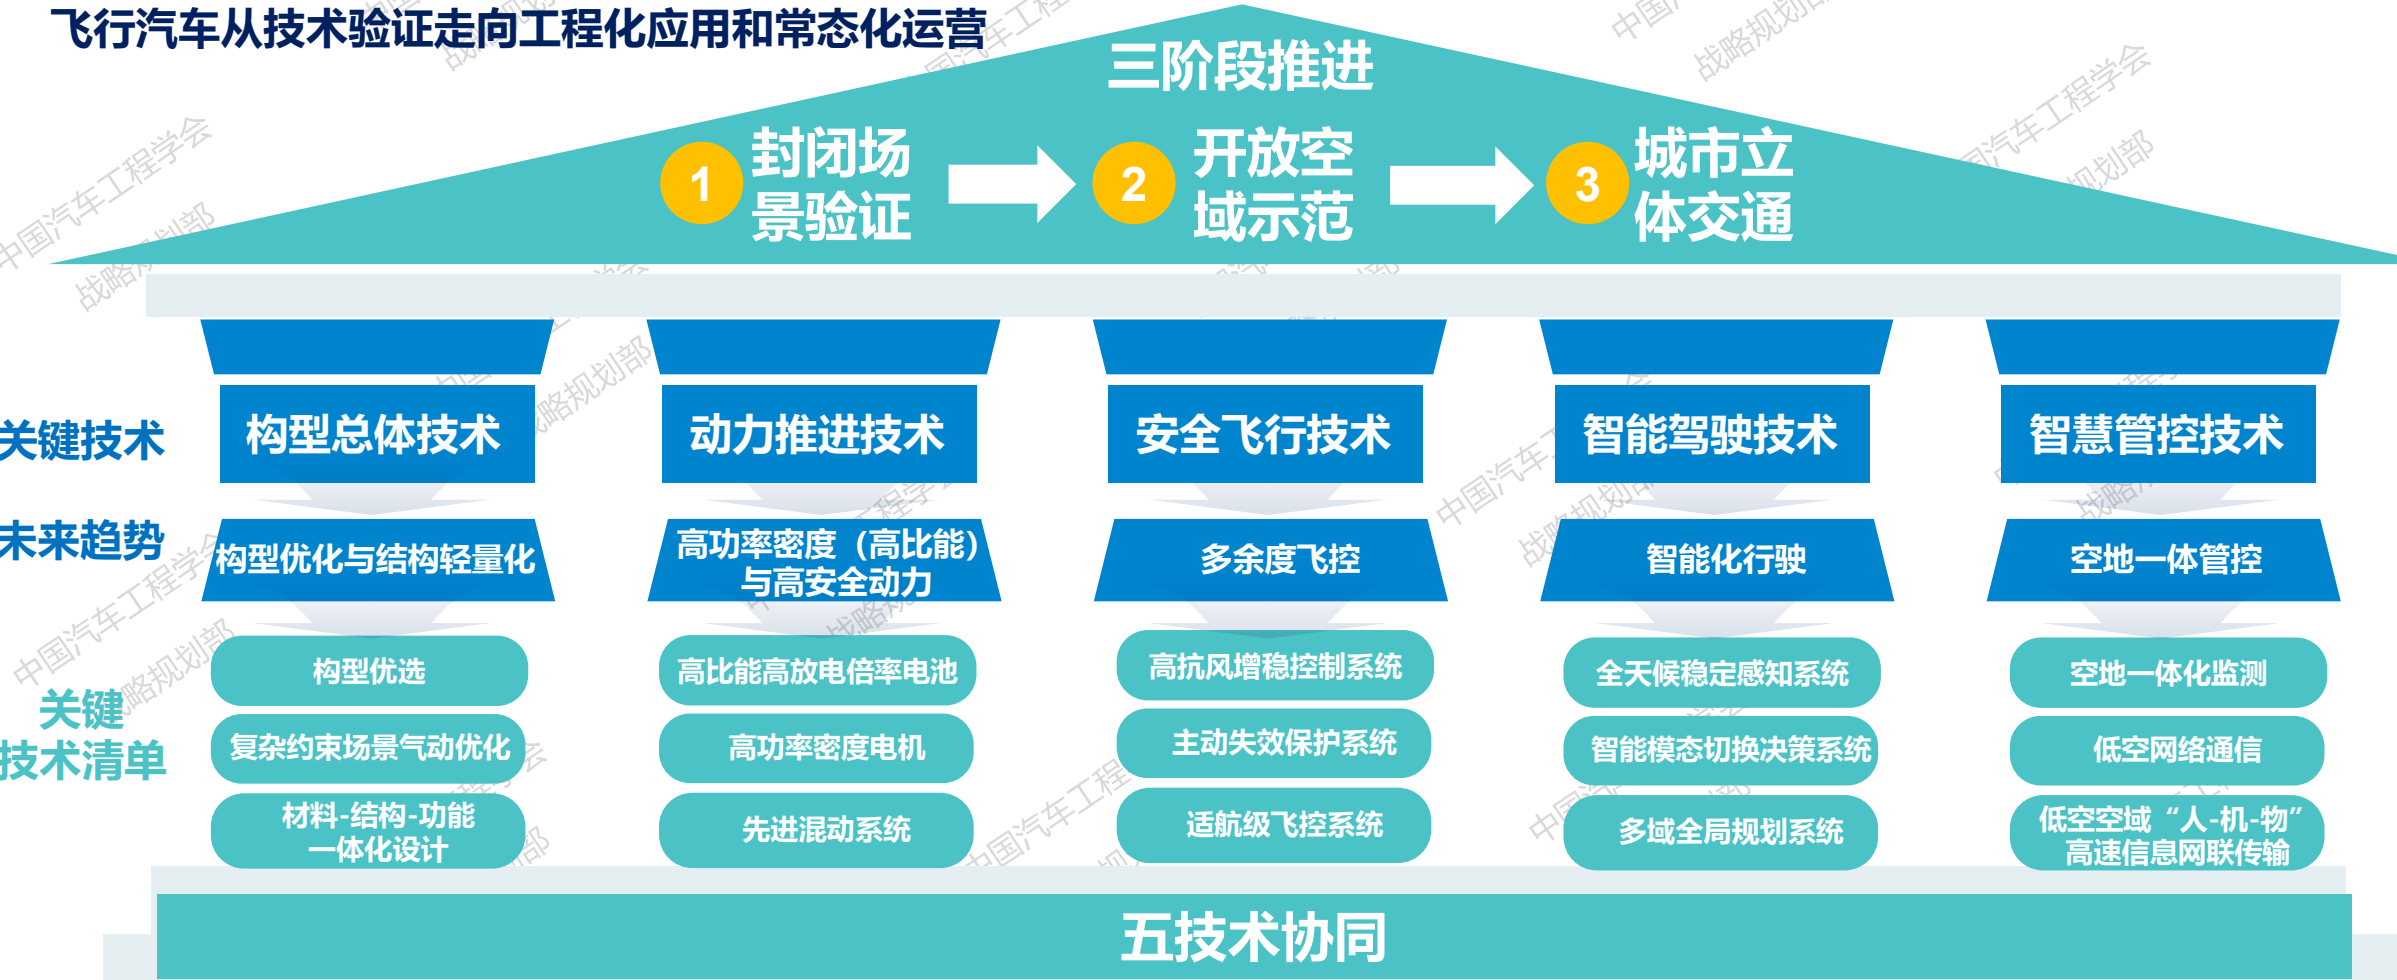 飞行汽车从技术验证走向工程化应用和常态化运营
三阶段推进
1
封闭场
景验证
2
开放空
域示范
3
城市立
体交通
关键技术
构型总体技术
动力推进技术
安全飞行技术
智能驾驶技术
智慧管控技术
未来趋势
构型优化与结构轻量化
高功率密度（高比能）
与高安全动力
多余度飞控
智能化行驶
空地一体管控
关键
技术清单
构型优选
高比能高放电倍率电池
高抗风增稳控制系统
全天候稳定感知系统
空地一体化监测
复杂约束场景气动优化
高功率密度电机
主动失效保护系统
智能模态切换决策系统
低空网络通信
材料-结构-功能
一体化设计
先进混动系统
适航级飞控系统
多域全局规划系统
低空空域“人-机-物”
高速信息网联传输
五技术协同
中国汽车工程学会
战略规划部